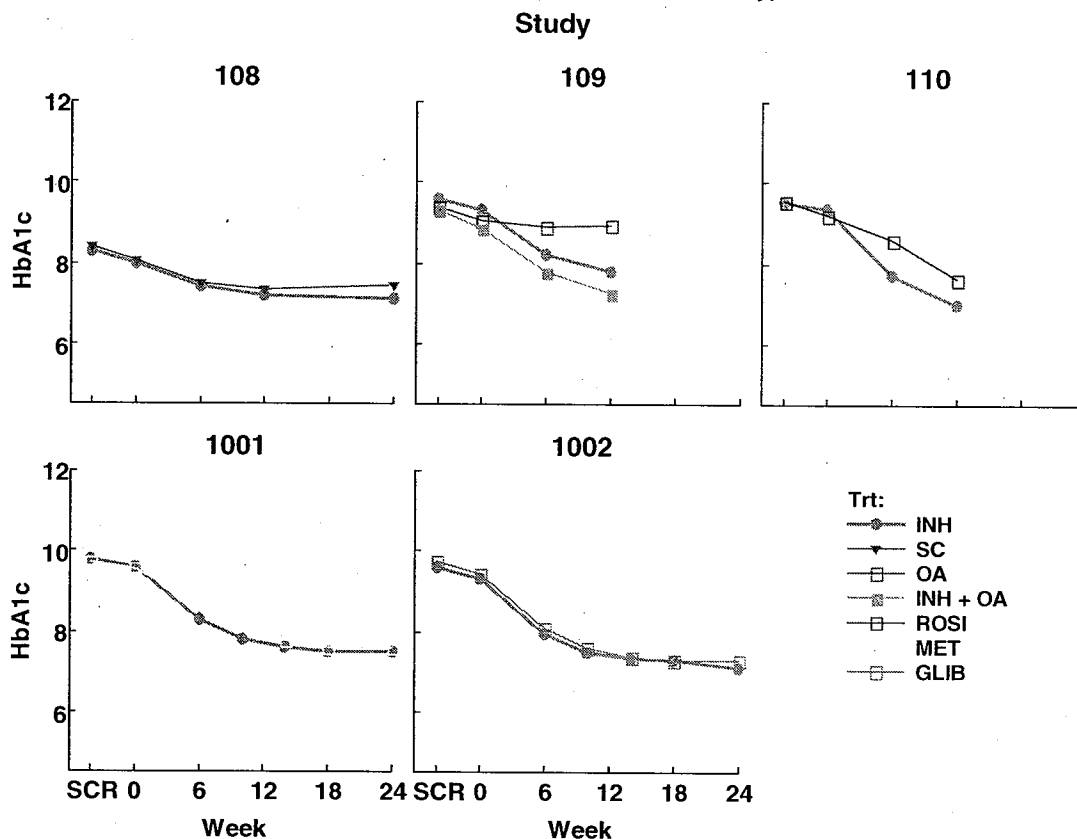 Study
108
109
110
HbA1c
12
10
8
6
1001
1002
HbA1c
12
10
8
6
SCR 0 6 12 18 24
SCR 0 6 12 18 24
Week
Week
Trt:
INH
SC
OA
INH + OA
ROSI
MET
GLIB